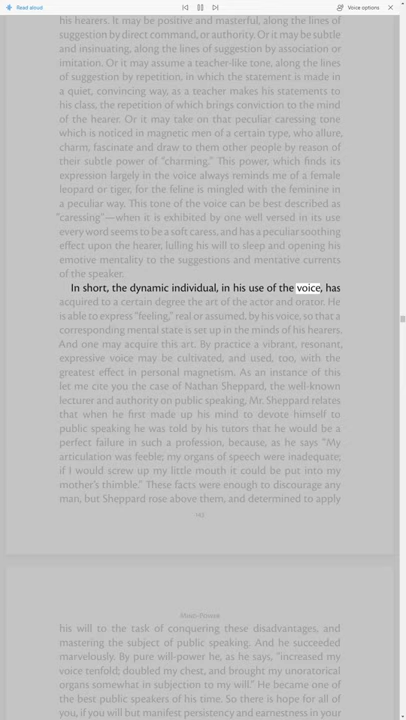 Read aloud
Voice options
his hearers. It may be positive and masterful, along the lines of
suggestion by direct command, or authority. Or it may be subtle
and insinuating, along the lines of suggestion by association or
imitation. Or it may assume a teacher-like tone, along the lines
of suggestion by repetition, in which the statement is made in
a quiet, convincing way, as a teacher makes his statements to
his class, the repetition of which brings conviction to the mind
of the hearer. Or it may take on that peculiar caressing tone
which is noticed in magnetic men of a certain type, who allure,
charm, fascinate and draw to them other people by reason of
their subtle power of “charming.” This power, which finds its
expression largely in the voice always reminds me of a female
leopard or tiger, for the feline is mingled with the feminine in
a peculiar way. This tone of the voice can be best described as
“caressing”—when it is exhibited by one well versed in its use
every word seems to be a soft caress, and has a peculiar soothing
effect upon the hearer, lulling his will to sleep and opening his
emotive mentality to the suggestions and mentative currents
of the speaker.
In short, the dynamic individual, in his use of the voice, has
acquired to a certain degree the art of the actor and orator. He
is able to express “feeling,” real or assumed, by his voice, so that a
corresponding mental state is set up in the minds of his hearers.
And one may acquire this art. By practice a vibrant, resonant,
expressive voice may be cultivated, and used, too, with the
greatest effect in personal magnetism. As an instance of this
let me cite you the case of Nathan Sheppard, the well-known
lecturer and authority on public speaking, Mr. Sheppard relates
that when he first made up his mind to devote himself to
public speaking he was told by his tutors that he would be a
perfect failure in such a profession, because, as he says “My
articulation was feeble; my organs of speech were inadequate;
if I would screw up my little mouth it could be put into my
mother’s thimble.” These facts were enough to discourage any
man, but Sheppard rose above them, and determined to apply
142
Mind-Power
his will to the task of conquering these disadvantages, and
mastering the subject of public speaking. And he succeeded
marvelously. By pure will-power he, as he says, “increased my
voice tenfold; doubled my chest, and brought my unoratorical
organs somewhat in subjection to my will.” He became one of
the best public speakers of his time. So there is hope for all of
you, if you will but manifest persistency and earnestness in your